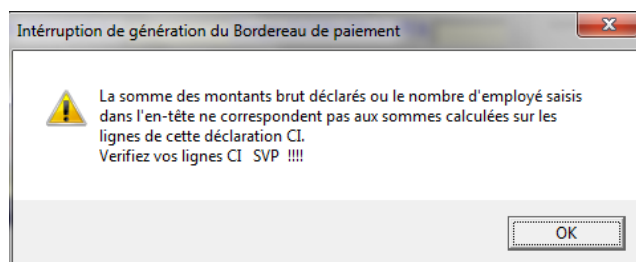 Intérruption de génération du Bordereau de paiement
La somme des montants brut déclarés ou le nombre d'employé saisis
dans l'en-tête ne correspondent pas aux sommes calculées sur les
lignes de cette déclaration CI.
Verifiez vos lignes CI SVP !!!!
OK